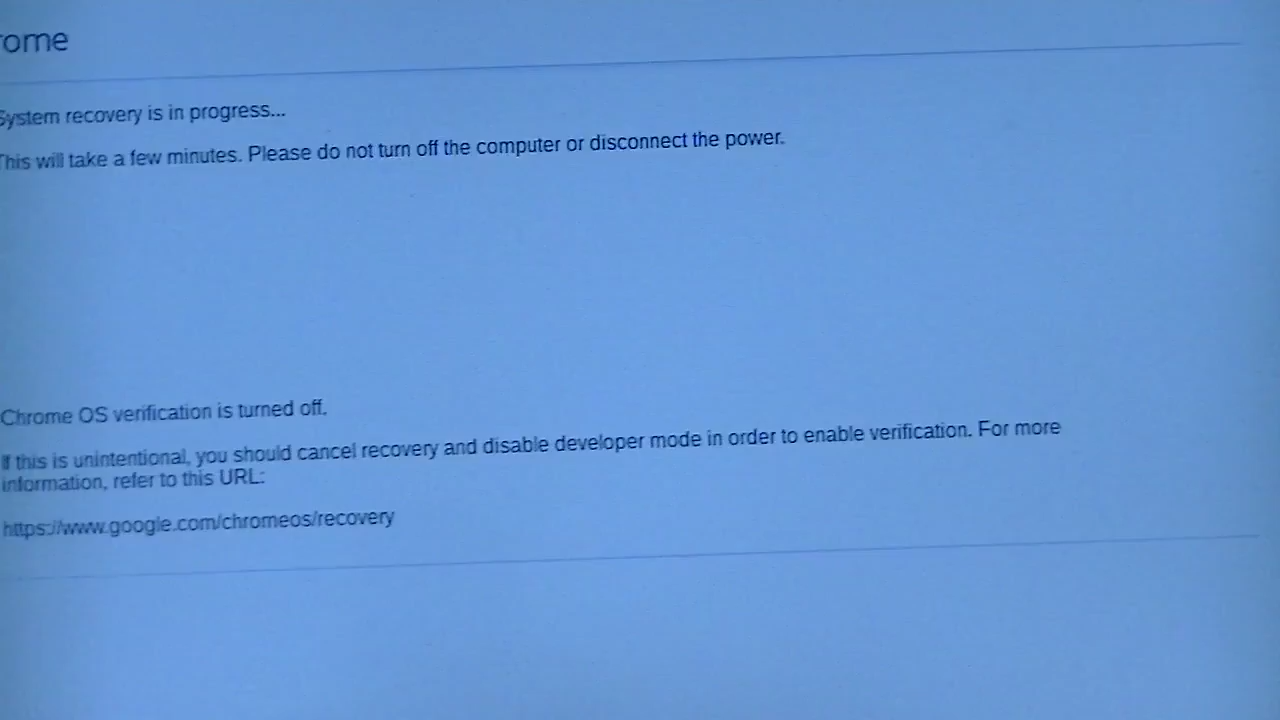 ome
System recovery is in progress...
This will take a few minutes. Please do not turn off the computer or disconnect the power.
Chrome OS verification is turned off.
If this is unintentional, you should cancel recovery and disable developer mode in order to enable verification. For more
information, refer to this URL:
https://www.google.com/chromeos/recovery